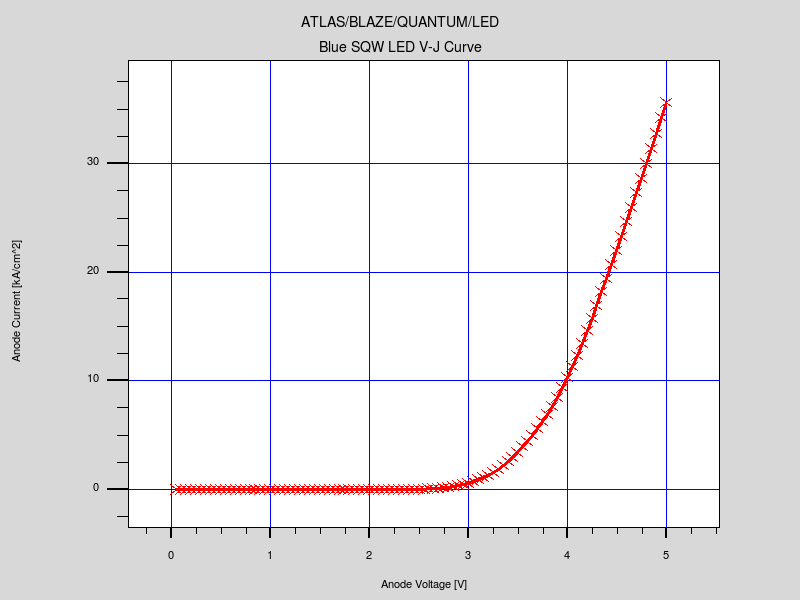 ATLAS/BLAZE/QUANTUM/LED
Blue SQW LED V-J Curve
Anode Current [kA/cm^2]
30
20
10
0
0 1 2 3 4 5
Anode Voltage [V]